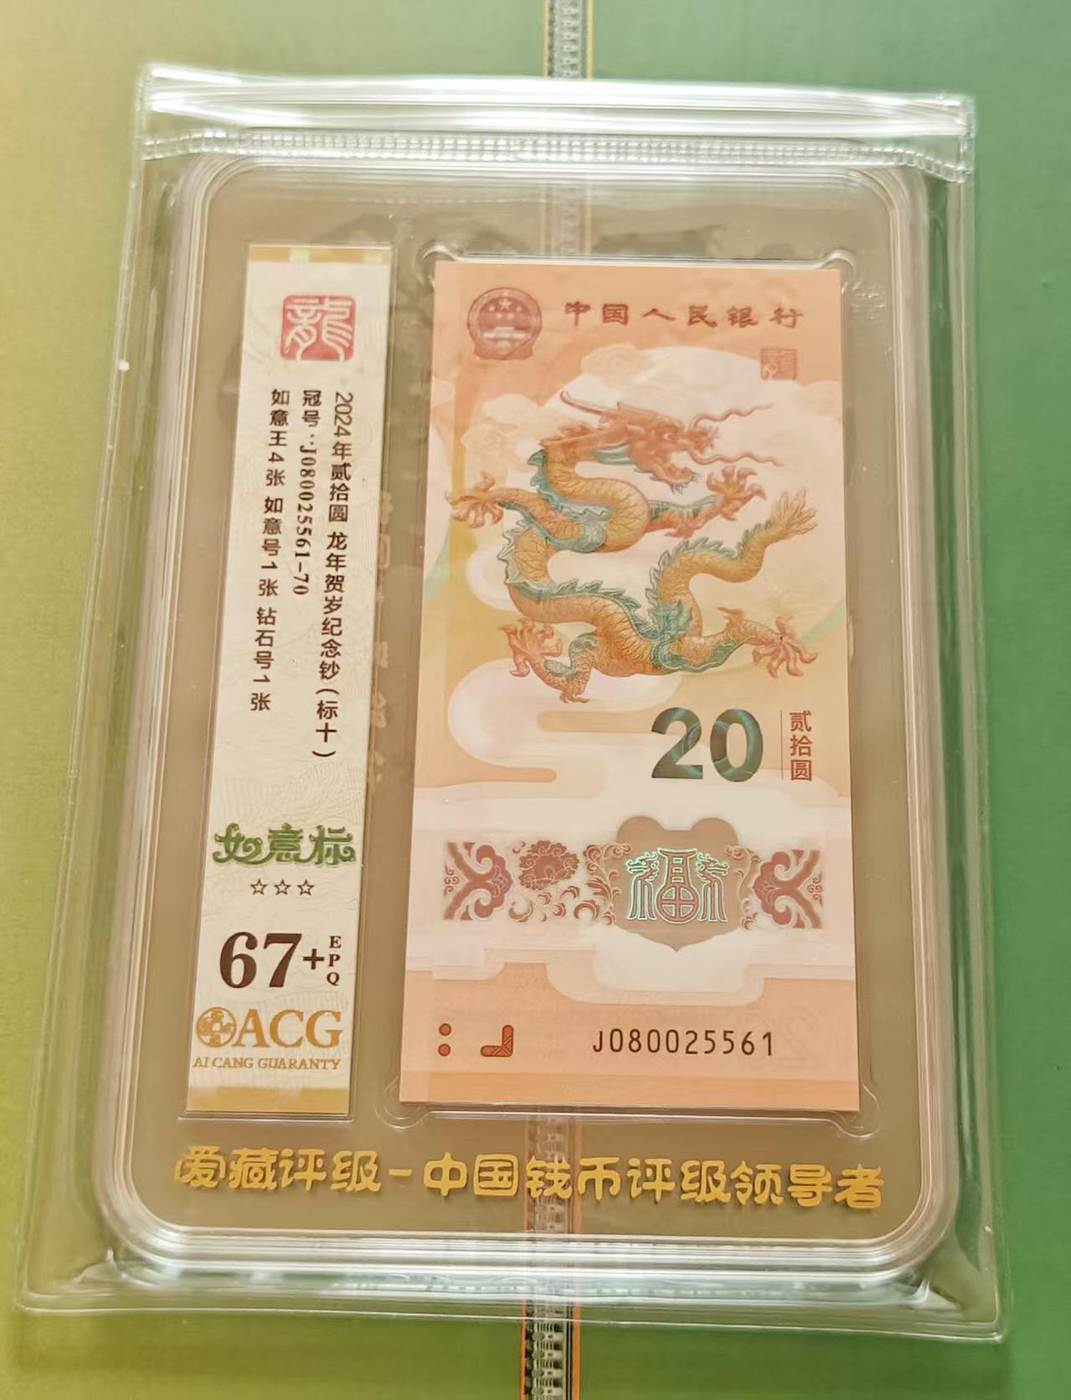 龍
2024年贰拾圆 龙年贺岁纪念钞(标十)
冠号:J080025561-70
如意王4张 如意号1张 钻石号1张
如意标
☆☆☆
67+EPQ
ACG
AI CANG GUARANTY
中国人民银行
龍
20
贰拾圆
福
J080025561
爱藏评级-中国钱币评级领导者